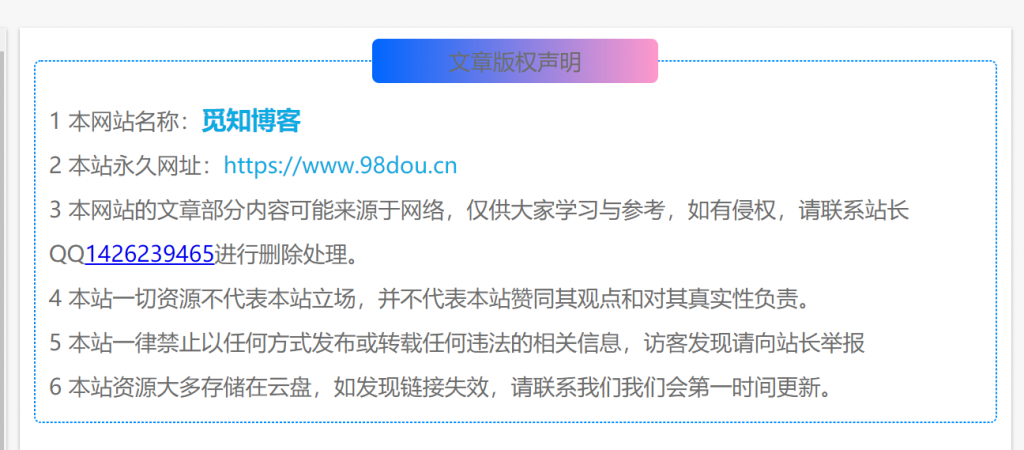 文章版权声明
1 本网站名称：觅知博客
2 本站永久网址：https://www.98dou.cn
3 本网站的文章部分内容可能来源于网络，仅供大家学习与参考，如有侵权，请联系站长
QQ1426239465进行删除处理。
4 本站一切资源不代表本站立场，并不代表本站赞同其观点和对其真实性负责。
5 本站一律禁止以任何方式发布或转载任何违法的相关信息，访客发现请向站长举报
6 本站资源大多存储在云盘，如发现链接失效，请联系我们我们会第一时间更新。